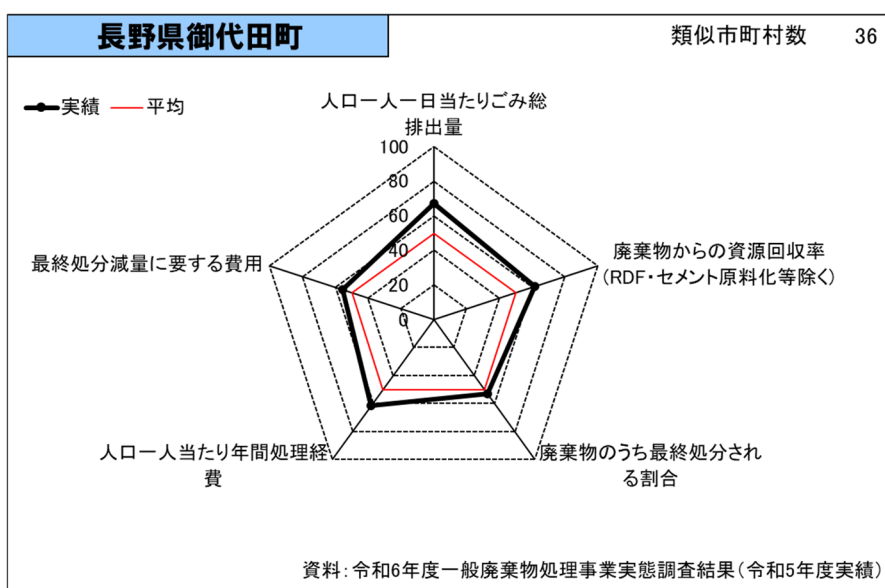 長野県御代田町
類似市町村数 36
実績 平均
人口一人一日当たりごみ総
排出量
100
80
60
40
20
0
廃棄物からの資源回収率
(RDF・セメント原料化等除く)
最終処分減量に要する費用
人口一人当たり年間処理経
費
廃棄物のうち最終処分され
る割合
資料:令和6年度一般廃棄物処理事業実態調査結果(令和5年度実績)